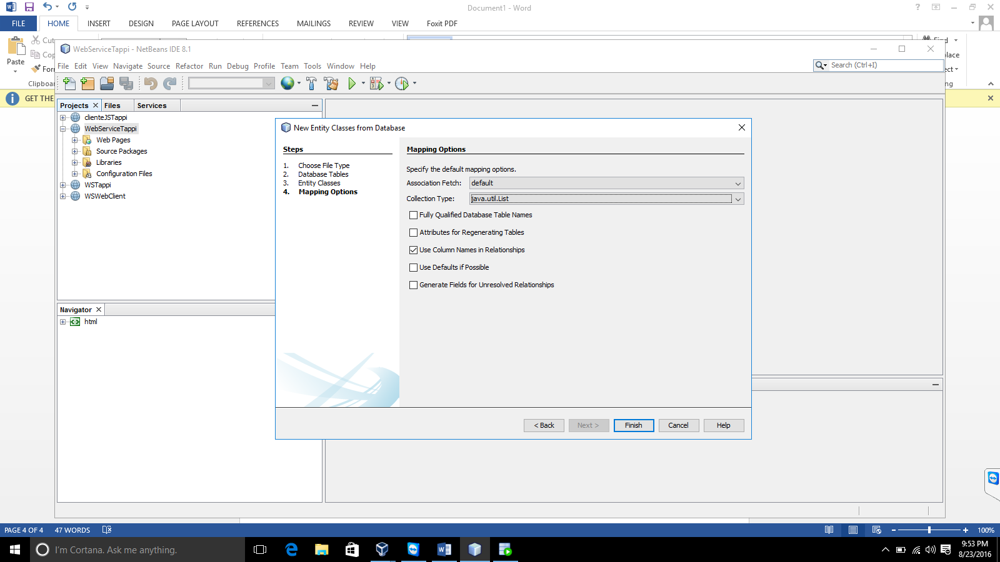 Document1 - Word
FILE HOME INSERT DESIGN PAGE LAYOUT REFERENCES MAILINGS REVIEW VIEW Foxit PDF
Paste
Cut
Clipboar
GET THE
WebServiceTappi - NetBeans IDE 8.1
File Edit View Navigate Source Refactor Run Debug Profile Team Tools Window Help
Search (Ctrl+I)
Projects Files Services
clienteJSTappi
WebServiceTappi
Web Pages
Source Packages
Libraries
Configuration Files
WSTappi
WSWebClient
Navigator
html
New Entity Classes from Database
Steps
1. Choose File Type
2. Database Tables
3. Entity Classes
4. Mapping Options
Mapping Options
Specify the default mapping options.
Association Fetch: default
Collection Type: java.util.List
Fully Qualified Database Table Names
Attributes for Regenerating Tables
Use Column Names in Relationships
Use Defaults if Possible
Generate Fields for Unresolved Relationships
< Back Next > Finish Cancel Help
PAGE 4 OF 4 47 WORDS 100%
I'm Cortana. Ask me anything.
9:53 PM
8/23/2016